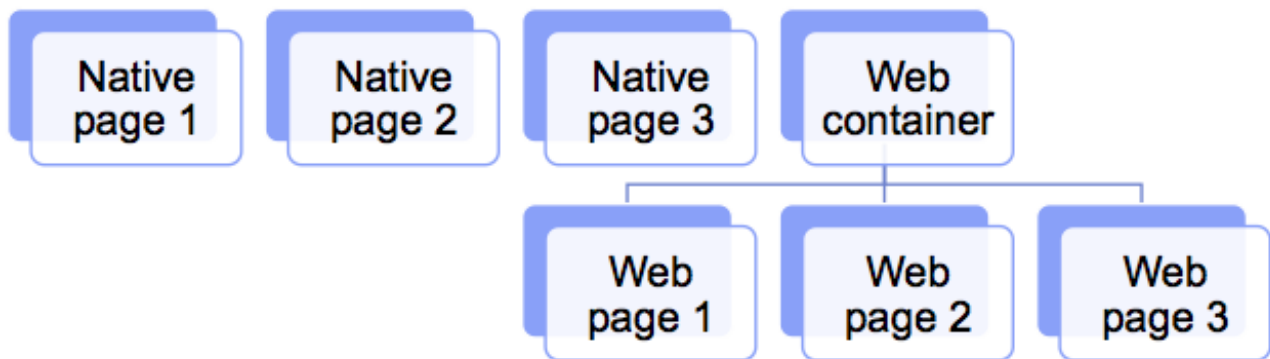 Native
page 1
Native
page 2
Native
page 3
Web
container
Web
page 1
Web
page 2
Web
page 3